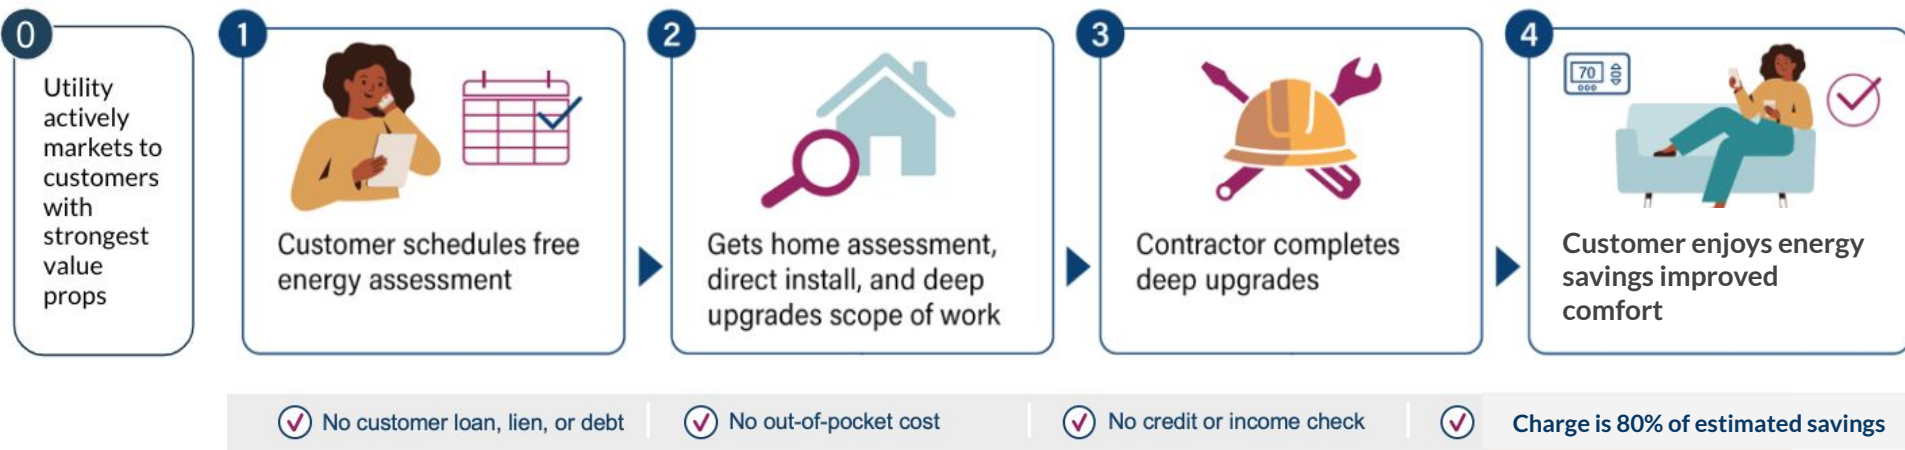 0
Utility
actively
markets to
customers
with
strongest
value
props
1
Customer schedules free
energy assessment
2
Gets home assessment,
direct install, and deep
upgrades scope of work
3
Contractor completes
deep upgrades
4
70
Customer enjoys energy
savings improved
comfort
No customer loan, lien, or debt
No out-of-pocket cost
No credit or income check
Charge is 80% of estimated savings